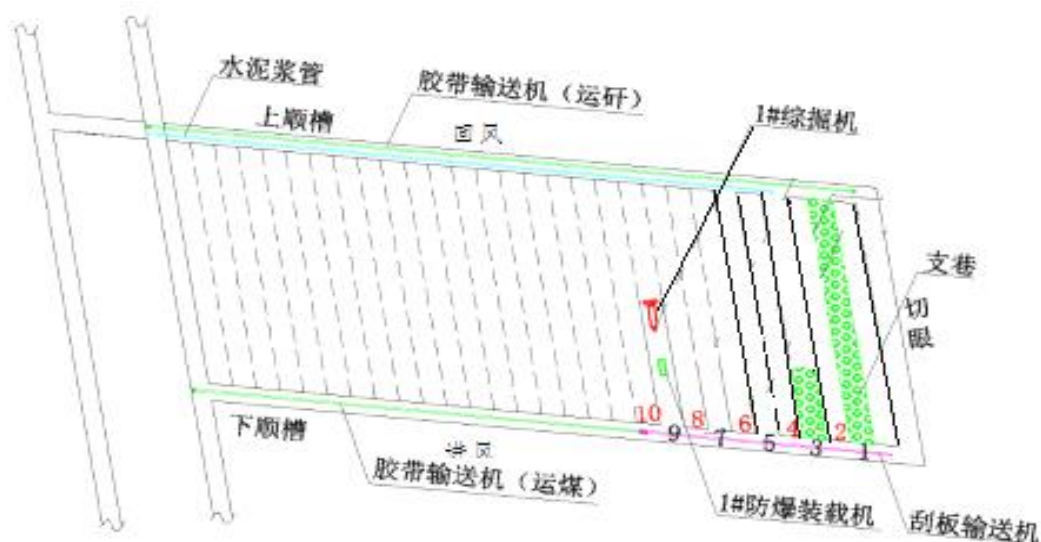 水泥浆管
胶带输送机（运矸）
上顺槽
回风
1#综掘机
支巷
切眼
10
9
8
7
6
5
4
3
2
1
下顺槽
进风
胶带输送机（运煤）
1#防爆装载机
刮板输送机